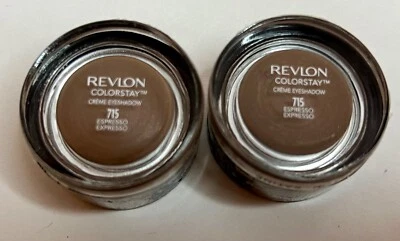 REVLON
COLORSTAY™
CRÈME EYESHADOW
715
ESPRESSO
EXPRESSO
REVLON
COLORSTAY™
CRÈME EYESHADOW
715
ESPRESSO
EXPRESSO